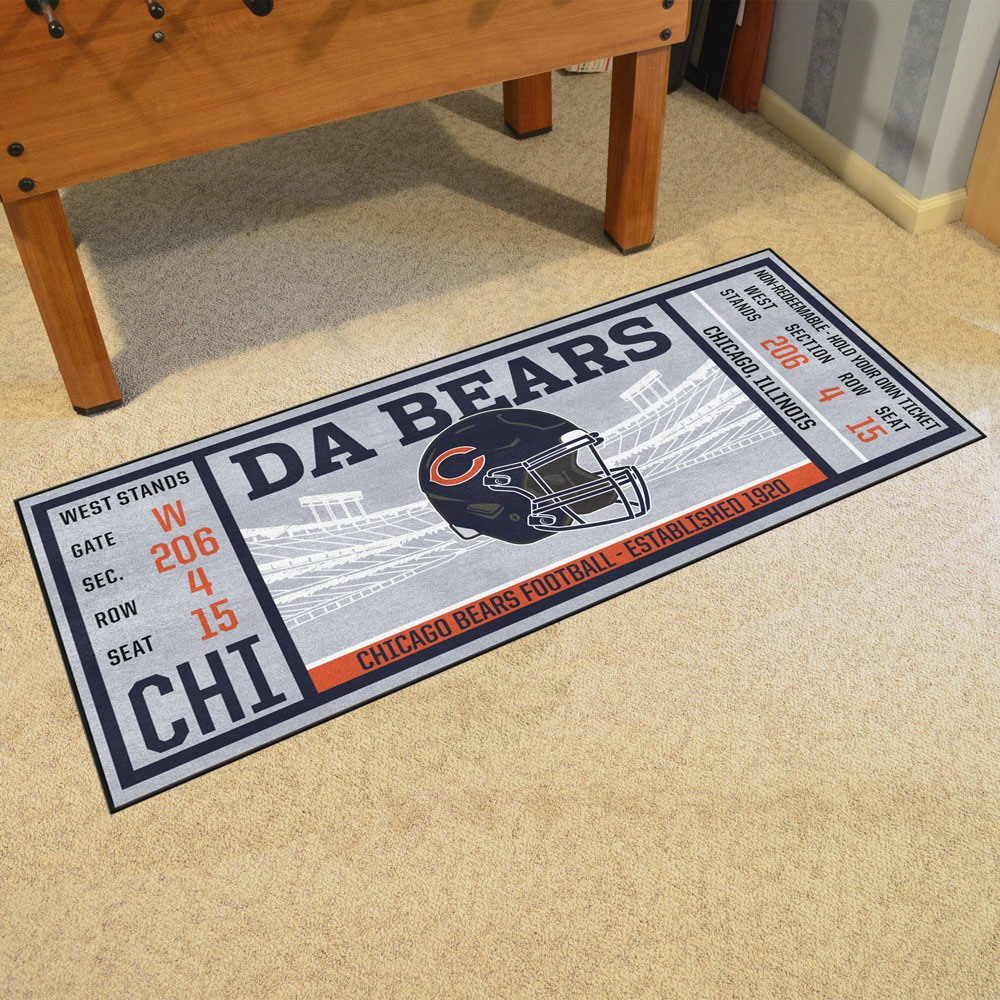 WEST STANDS
GATE W
SEC. 206
ROW 4
SEAT 15
CHI
DA BEARS
C
CHICAGO BEARS FOOTBALL - ESTABLISHED 1920
CHICAGO, ILLINOIS
WEST STANDS
SECTION ROW SEAT
206 4 15
NON-REDEEMABLE - HOLD YOUR OWN TICKET